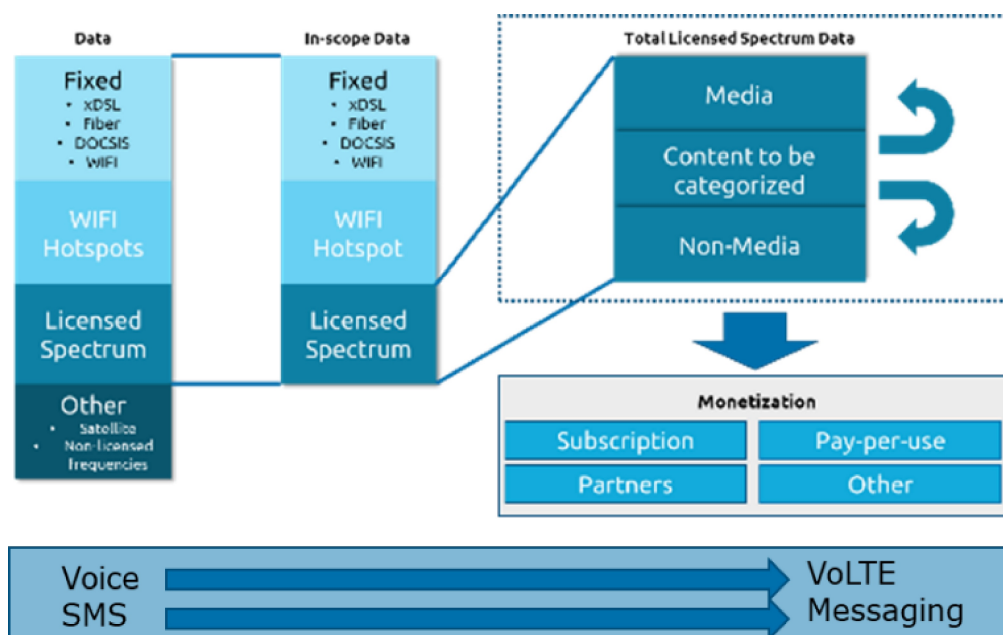 Data
Fixed
• xDSL
• Fiber
• DOCSIS
• WIFI
WIFI
Hotspots
Licensed
Spectrum
Other
• Satellite
• Non-licensed
frequencies
In-scope Data
Fixed
• xDSL
• Fiber
• DOCSIS
• WIFI
WIFI
Hotspot
Licensed
Spectrum
Total Licensed Spectrum Data
Media
Content to be
categorized
Non-Media
Monetization
Subscription
Pay-per-use
Partners
Other
Voice
VoLTE
SMS
Messaging